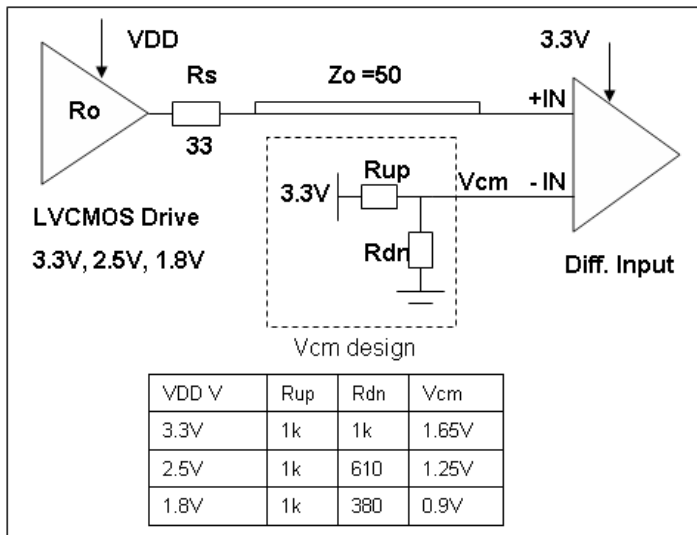 VDD
3.3V
Rs
Zo =50
+IN
Ro
33
Rup
Vcm
- IN
3.3V
LVCMOS Drive
Rdn
3.3V, 2.5V, 1.8V
Diff. Input
Vcm design
VDD V Rup Rdn Vcm
3.3V 1k 1k 1.65V
2.5V 1k 610 1.25V
1.8V 1k 380 0.9V